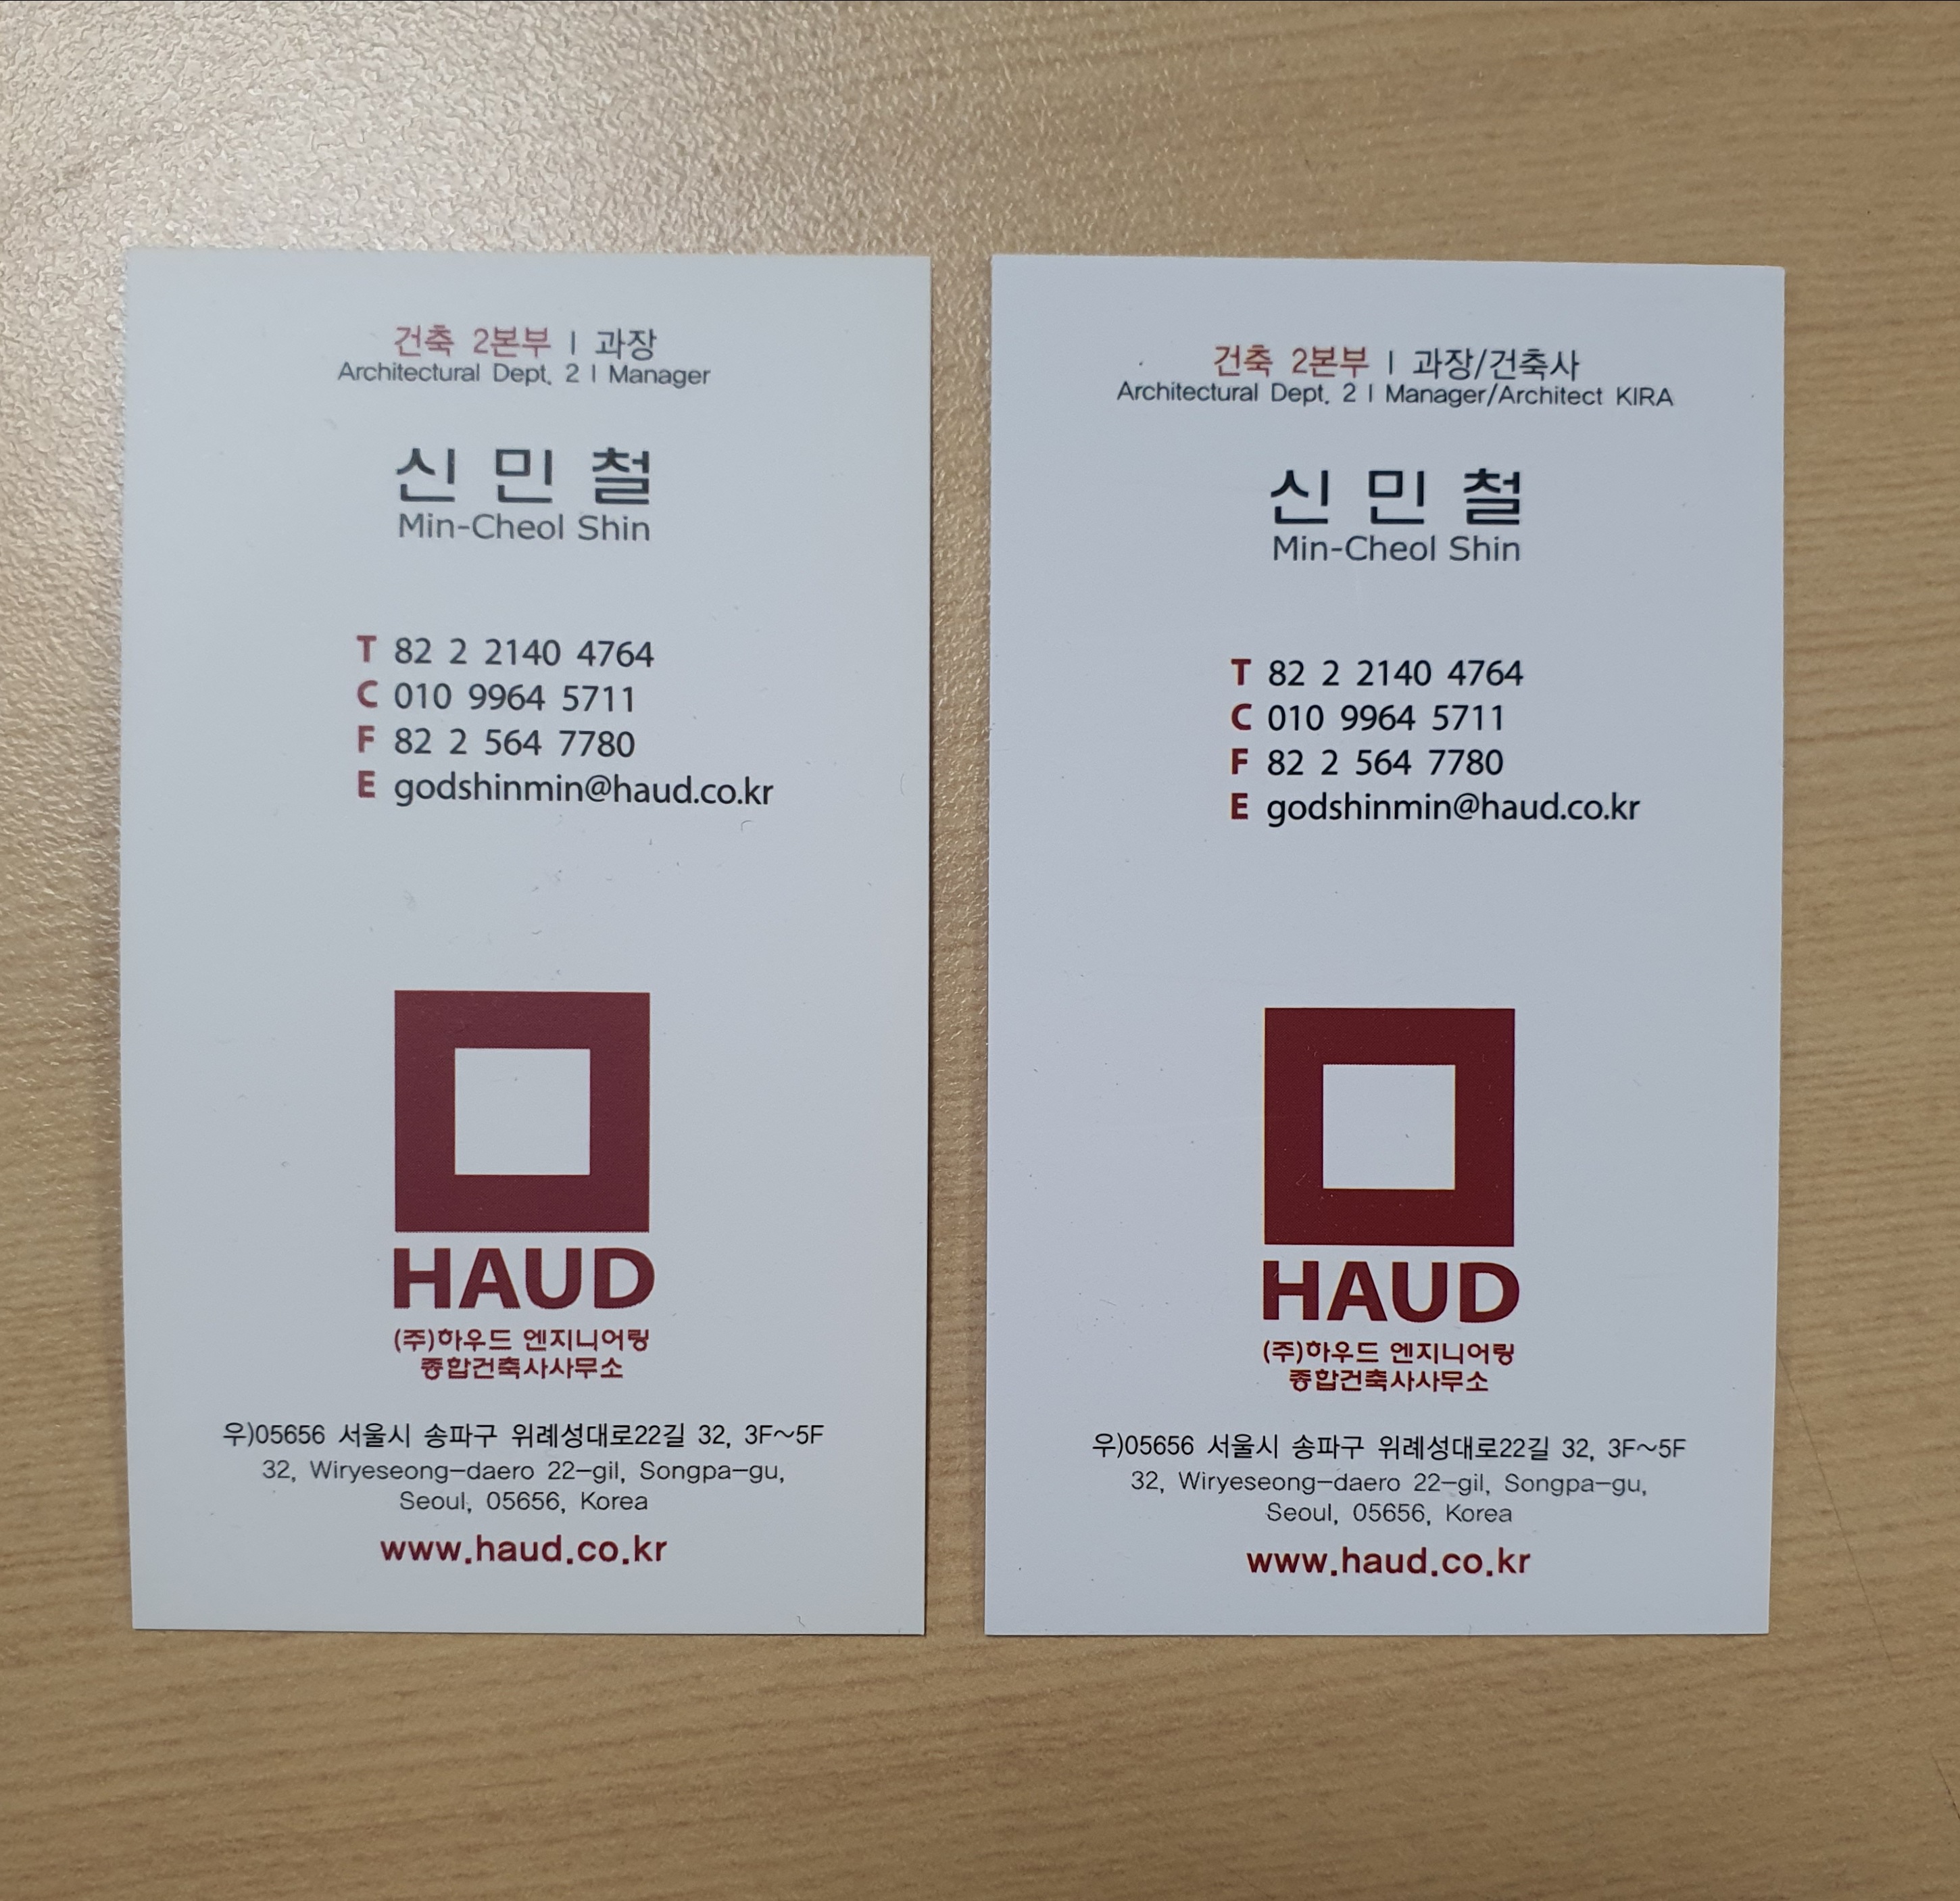 건축 2본부 | 과장
Architectural Dept. 2 | Manager
신 민 철
Min-Cheol Shin
T 82 2 2140 4764
C 010 9964 5711
F 82 2 564 7780
E godshinmin@haud.co.kr
HAUD
(주)하우드 엔지니어링
종합건축사사무소
우)05656 서울시 송파구 위례성대로22길 32, 3F~5F
32, Wiryeseong-daero 22-gil, Songpa-gu,
Seoul, 05656, Korea
www.haud.co.kr
건축 2본부 | 과장/건축사
Architectural Dept. 2 | Manager/Architect KIRA
신 민 철
Min-Cheol Shin
T 82 2 2140 4764
C 010 9964 5711
F 82 2 564 7780
E godshinmin@haud.co.kr
HAUD
(주)하우드 엔지니어링
종합건축사사무소
우)05656 서울시 송파구 위례성대로22길 32, 3F~5F
32, Wiryeseong-daero 22-gil, Songpa-gu,
Seoul, 05656, Korea
www.haud.co.kr